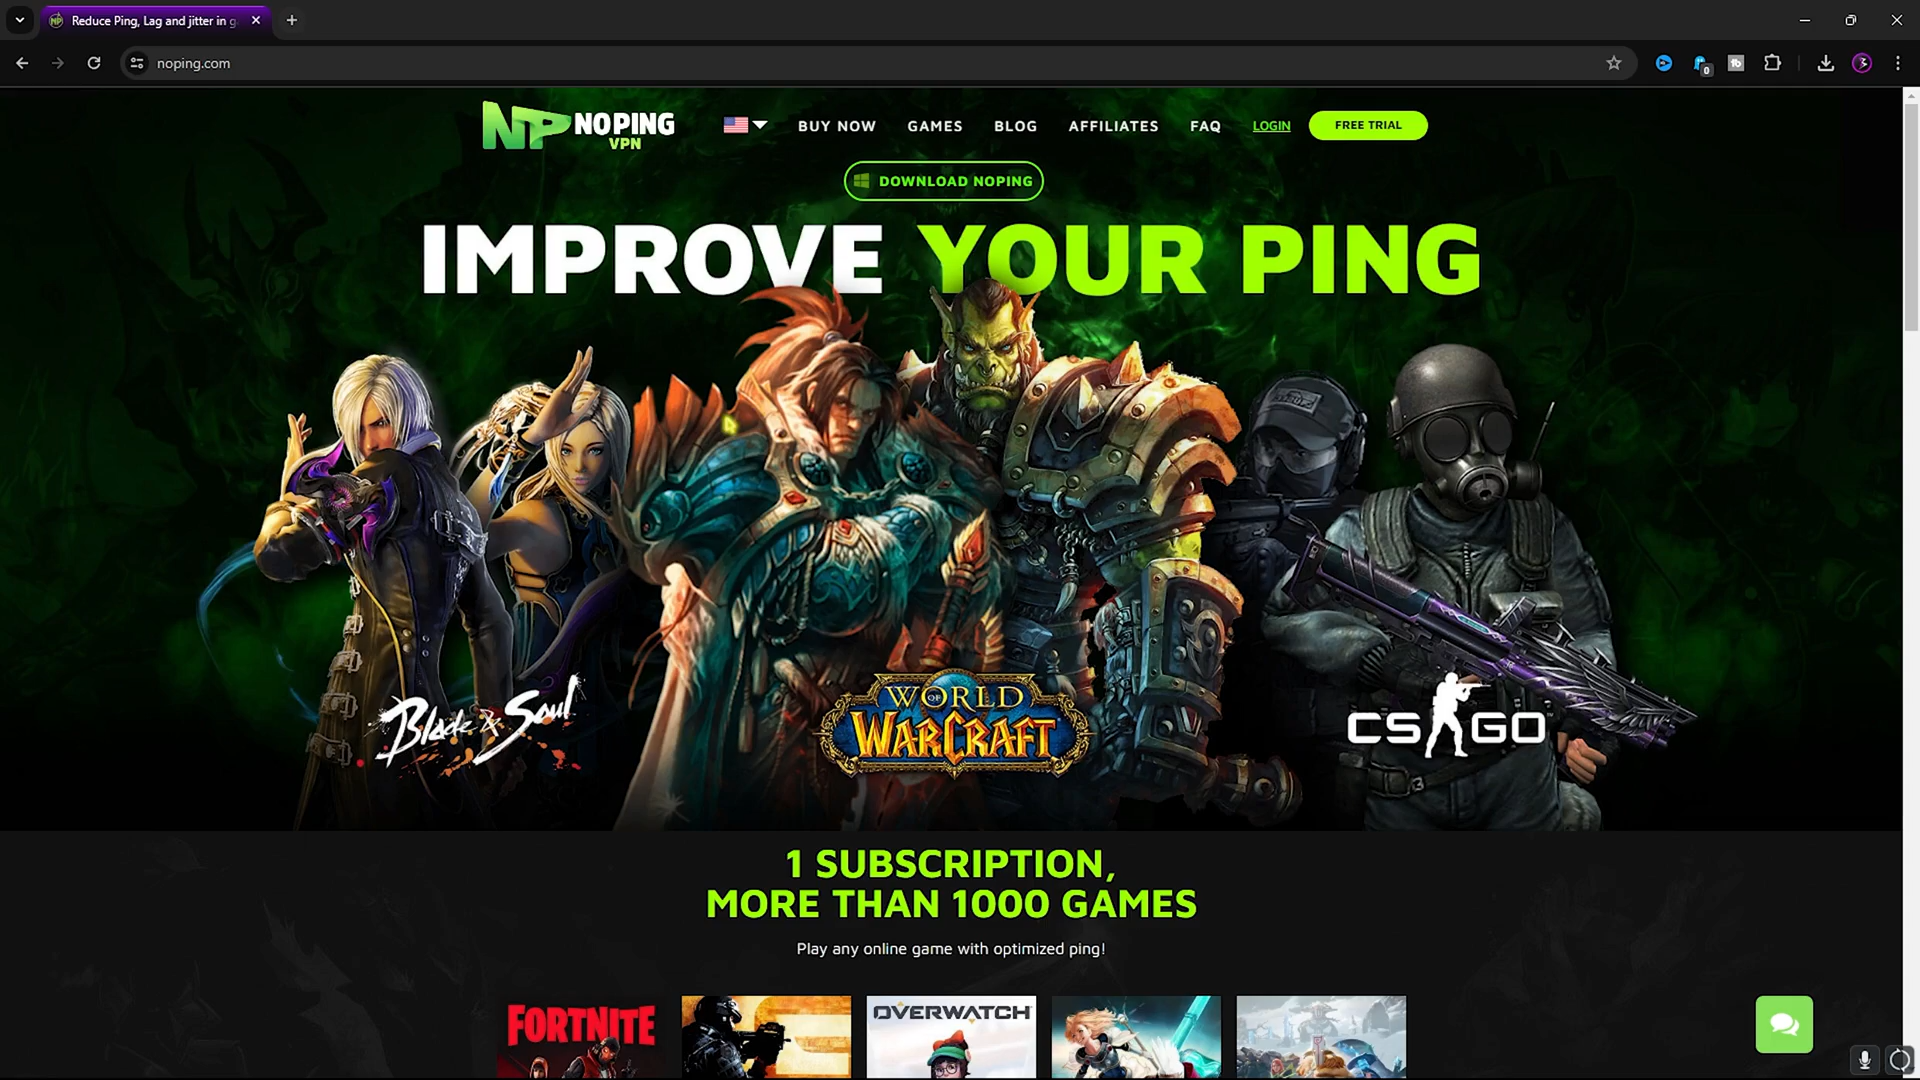 Reduce Ping, Lag and jitter in g
noping.com
0
NP NOPING
VPN
BUY NOW
GAMES
BLOG
AFFILIATES
FAQ
LOGIN
FREE TRIAL
DOWNLOAD NOPING
IMPROVE YOUR PING
Blade & Soul
WORLD
OF
WARCRAFT
CS GO
1 SUBSCRIPTION,
MORE THAN 1000 GAMES
Play any online game with optimized ping!
FORTNITE
OVERWATCH